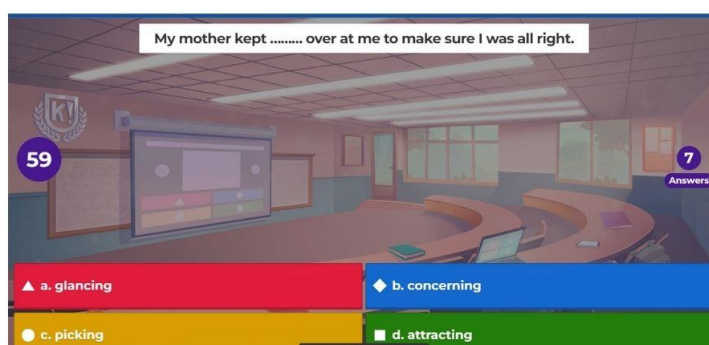 My mother kept ......... over at me to make sure I was all right.
K!
59
7
Answers
a. glancing
b. concerning
c. picking
d. attracting